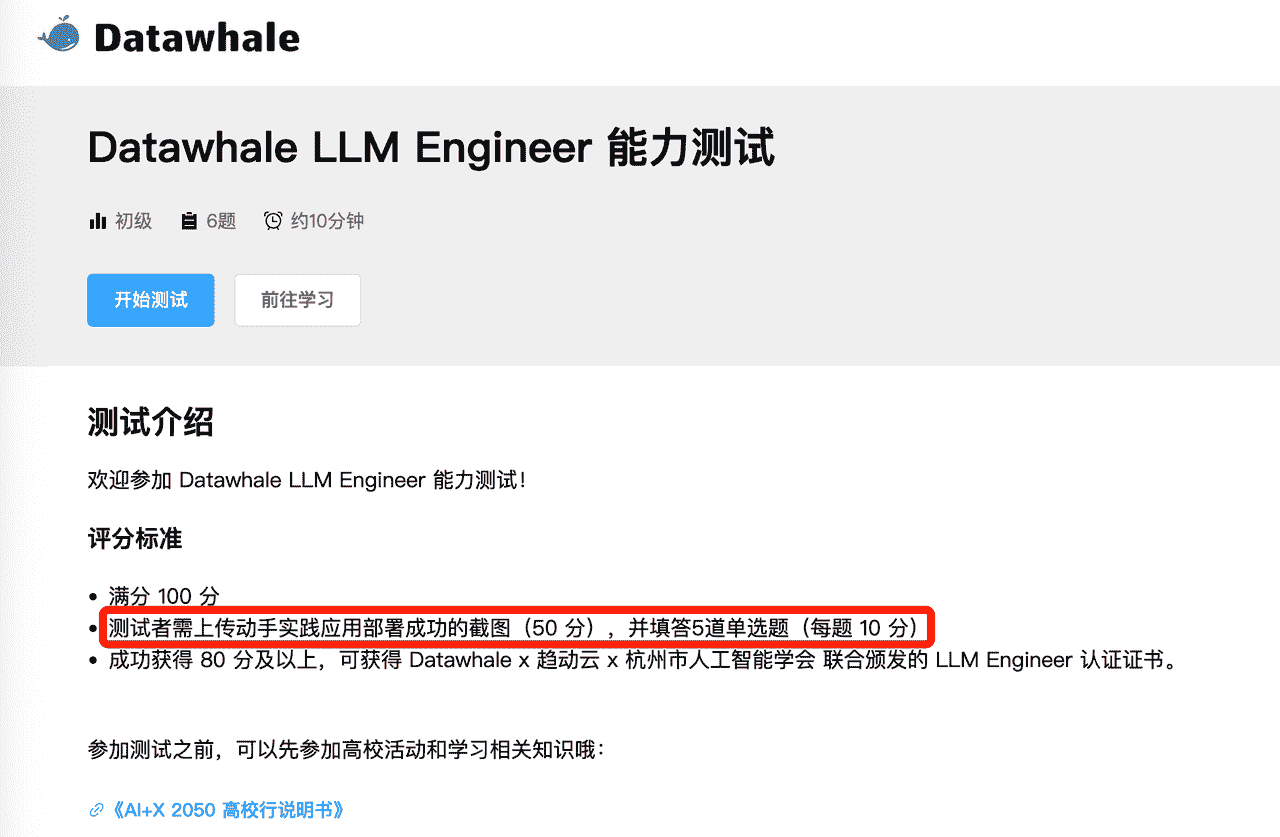 Datawhale
Datawhale LLM Engineer 能力测试
初级 6题 约10分钟
开始测试 前往学习
测试介绍
欢迎参加 Datawhale LLM Engineer 能力测试！
评分标准
• 满分 100 分
• 测试者需上传动手实践应用部署成功的截图（50 分），并填答5道单选题（每题 10 分）
• 成功获得 80 分及以上，可获得 Datawhale x 趋动云 x 杭州市人工智能学会 联合颁发的 LLM Engineer 认证证书。
参加测试之前，可以先参加高校活动和学习相关知识哦：
《AI+X 2050 高校行说明书》